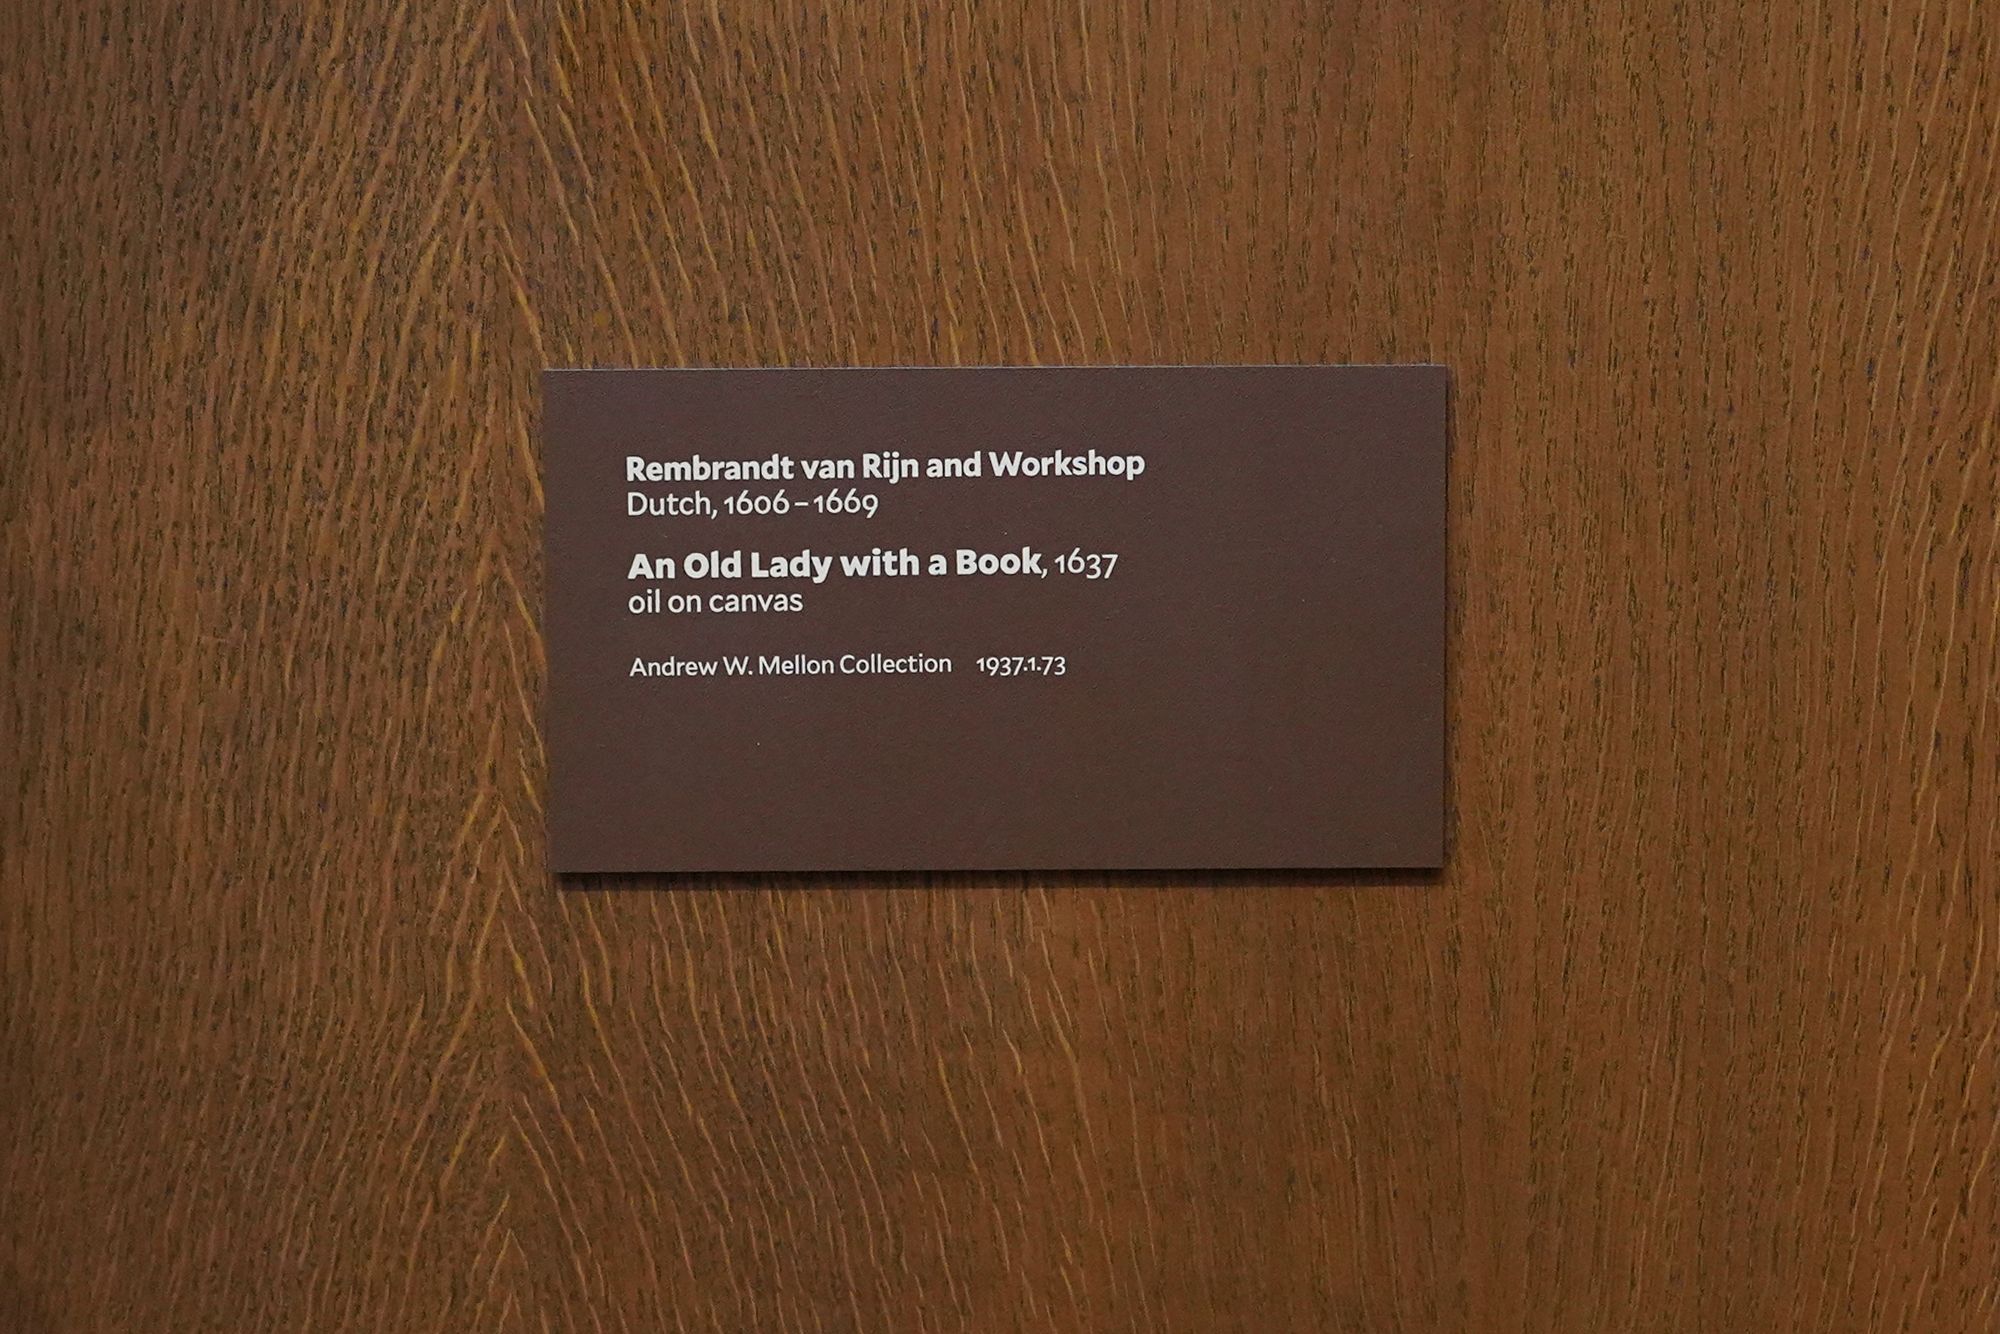 Rembrandt van Rijn and Workshop
Dutch, 1606–1669
An Old Lady with a Book, 1637
oil on canvas
Andrew W. Mellon Collection 1937.1.73